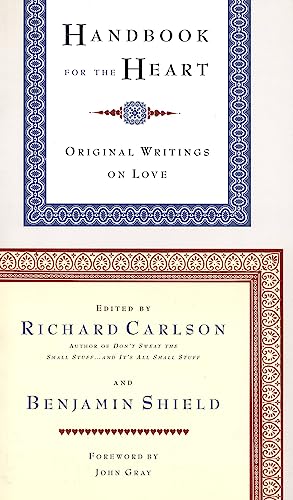 HANDBOOK
FOR THE HEART
ORIGINAL WRITINGS
ON LOVE
EDITED BY
RICHARD CARLSON
AUTHOR OF DON'T SWEAT THE
SMALL STUFF...AND IT'S ALL SMALL STUFF
AND
BENJAMIN SHIELD
FOREWORD BY
JOHN GRAY